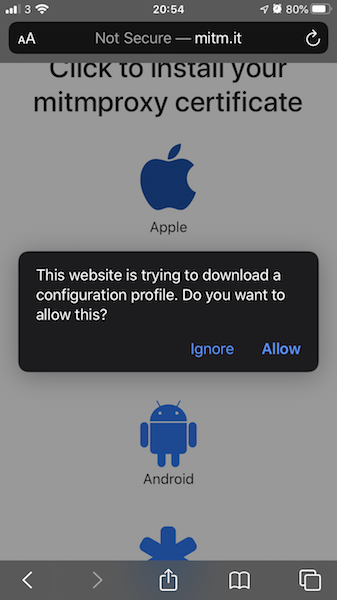 3 20:54 80%
AA Not Secure — mitm.it
Click to install your
mitmproxy certificate
Apple
This website is trying to download a
configuration profile. Do you want to
allow this?
Ignore Allow
Android